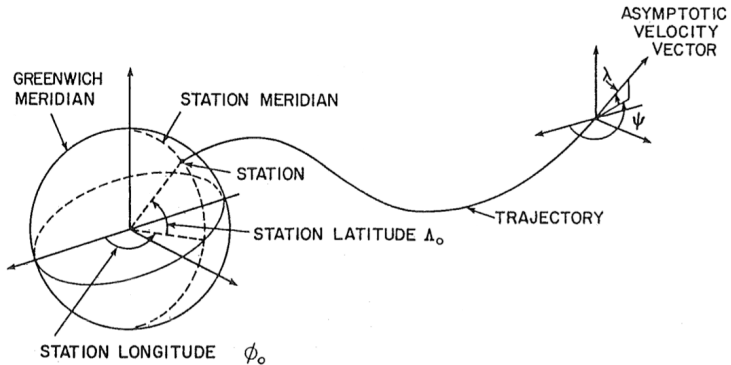 ASYMPTOTIC
VELOCITY
VECTOR
GREENWICH
MERIDIAN
STATION MERIDIAN
λ
ψ
STATION
TRAJECTORY
STATION LATITUDE Λ₀
STATION LONGITUDE ϕ₀